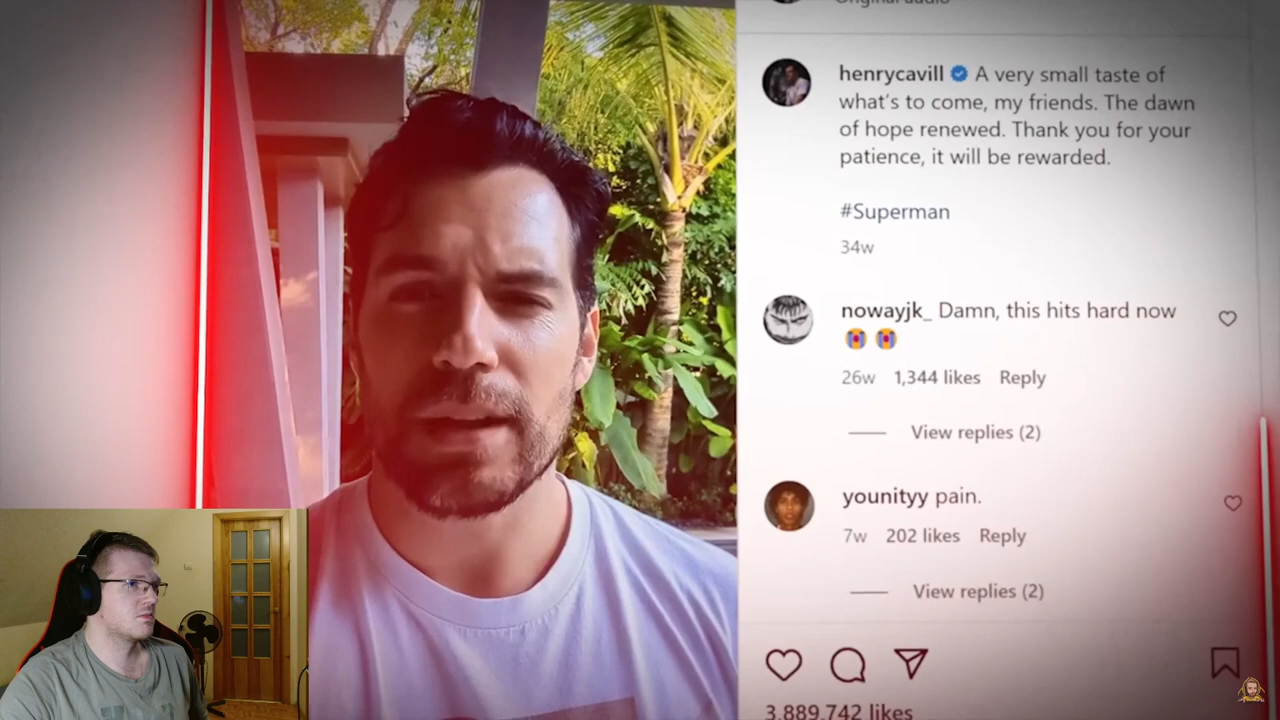 Original audio
henrycavill A very small taste of
what's to come, my friends. The dawn
of hope renewed. Thank you for your
patience, it will be rewarded.
#Superman
34w
nowayjk_ Damn, this hits hard now
😭 😭
26w 1,344 likes Reply
View replies (2)
younityy pain.
7w 202 likes Reply
View replies (2)
3,889,742 likes